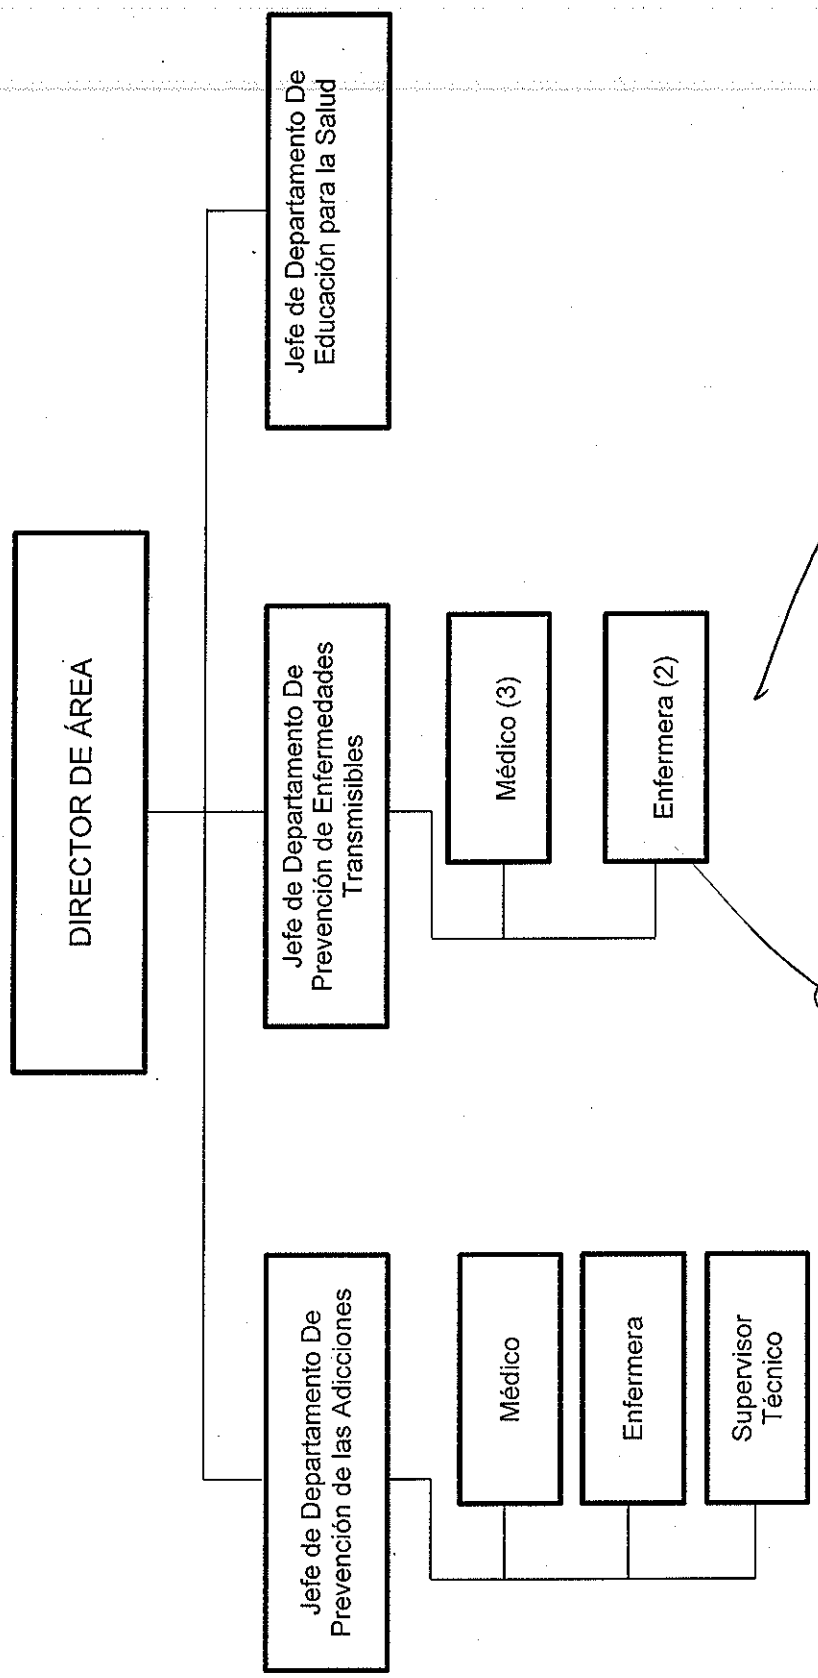 DIRECTOR DE ÁREA
Jefe de Departamento De
Prevención de las Adicciones
Médico
Enfermera
Supervisor
Técnico
Jefe de Departamento De
Prevención de Enfermedades
Transmisibles
Médico (3)
Enfermera (2)
Jefe de Departamento De
Educación para la Salud